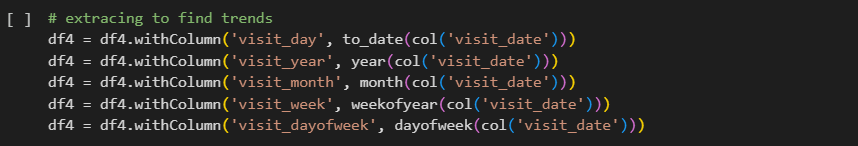 [ ] # extracing to find trends
df4 = df4.withColumn('visit_day', to_date(col('visit_date')))
df4 = df4.withColumn('visit_year', year(col('visit_date')))
df4 = df4.withColumn('visit_month', month(col('visit_date')))
df4 = df4.withColumn('visit_week', weekofyear(col('visit_date')))
df4 = df4.withColumn('visit_dayofweek', dayofweek(col('visit_date')))